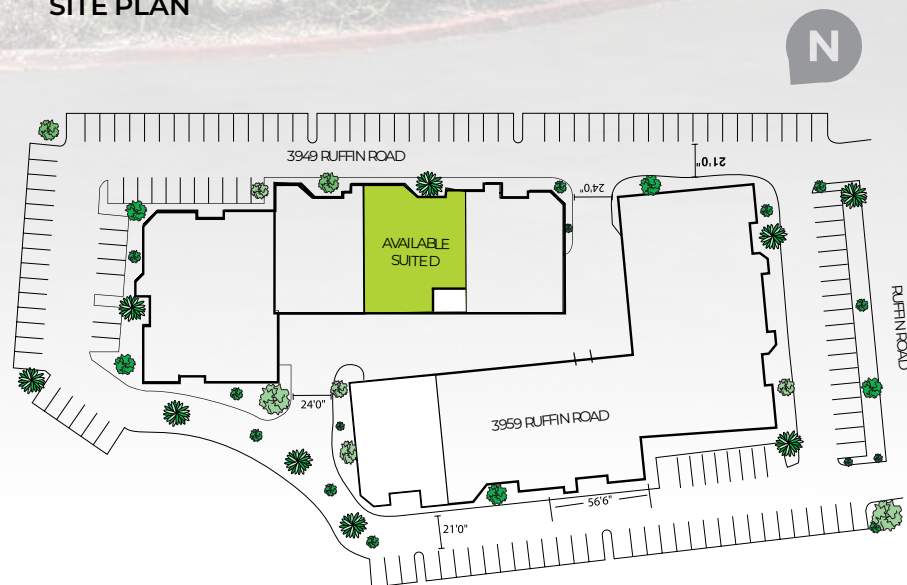 SITE PLAN
N
3949 RUFFIN ROAD
21'0"
24'0"
AVAILABLE
SUITE D
RUFFIN ROAD
24'0"
3959 RUFFIN ROAD
56'6"
21'0"